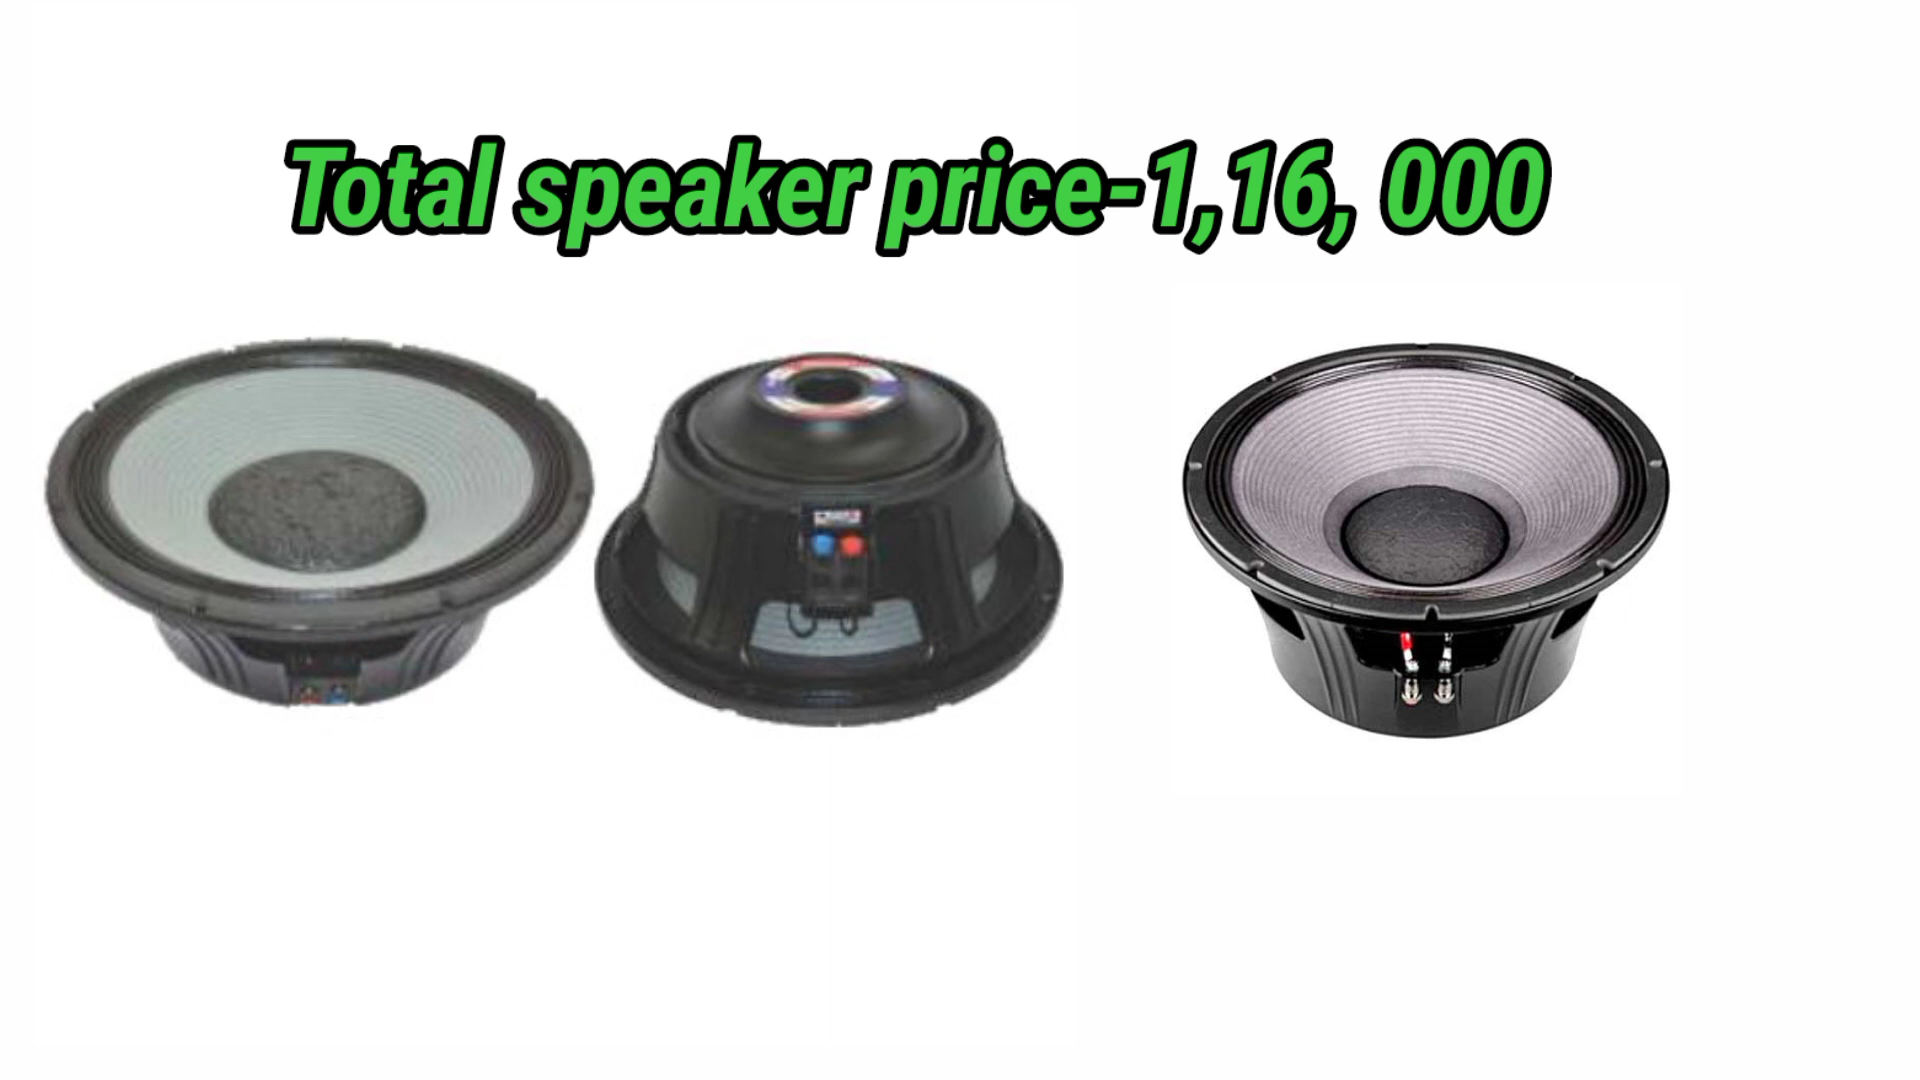 Total speaker price-1,16, 000